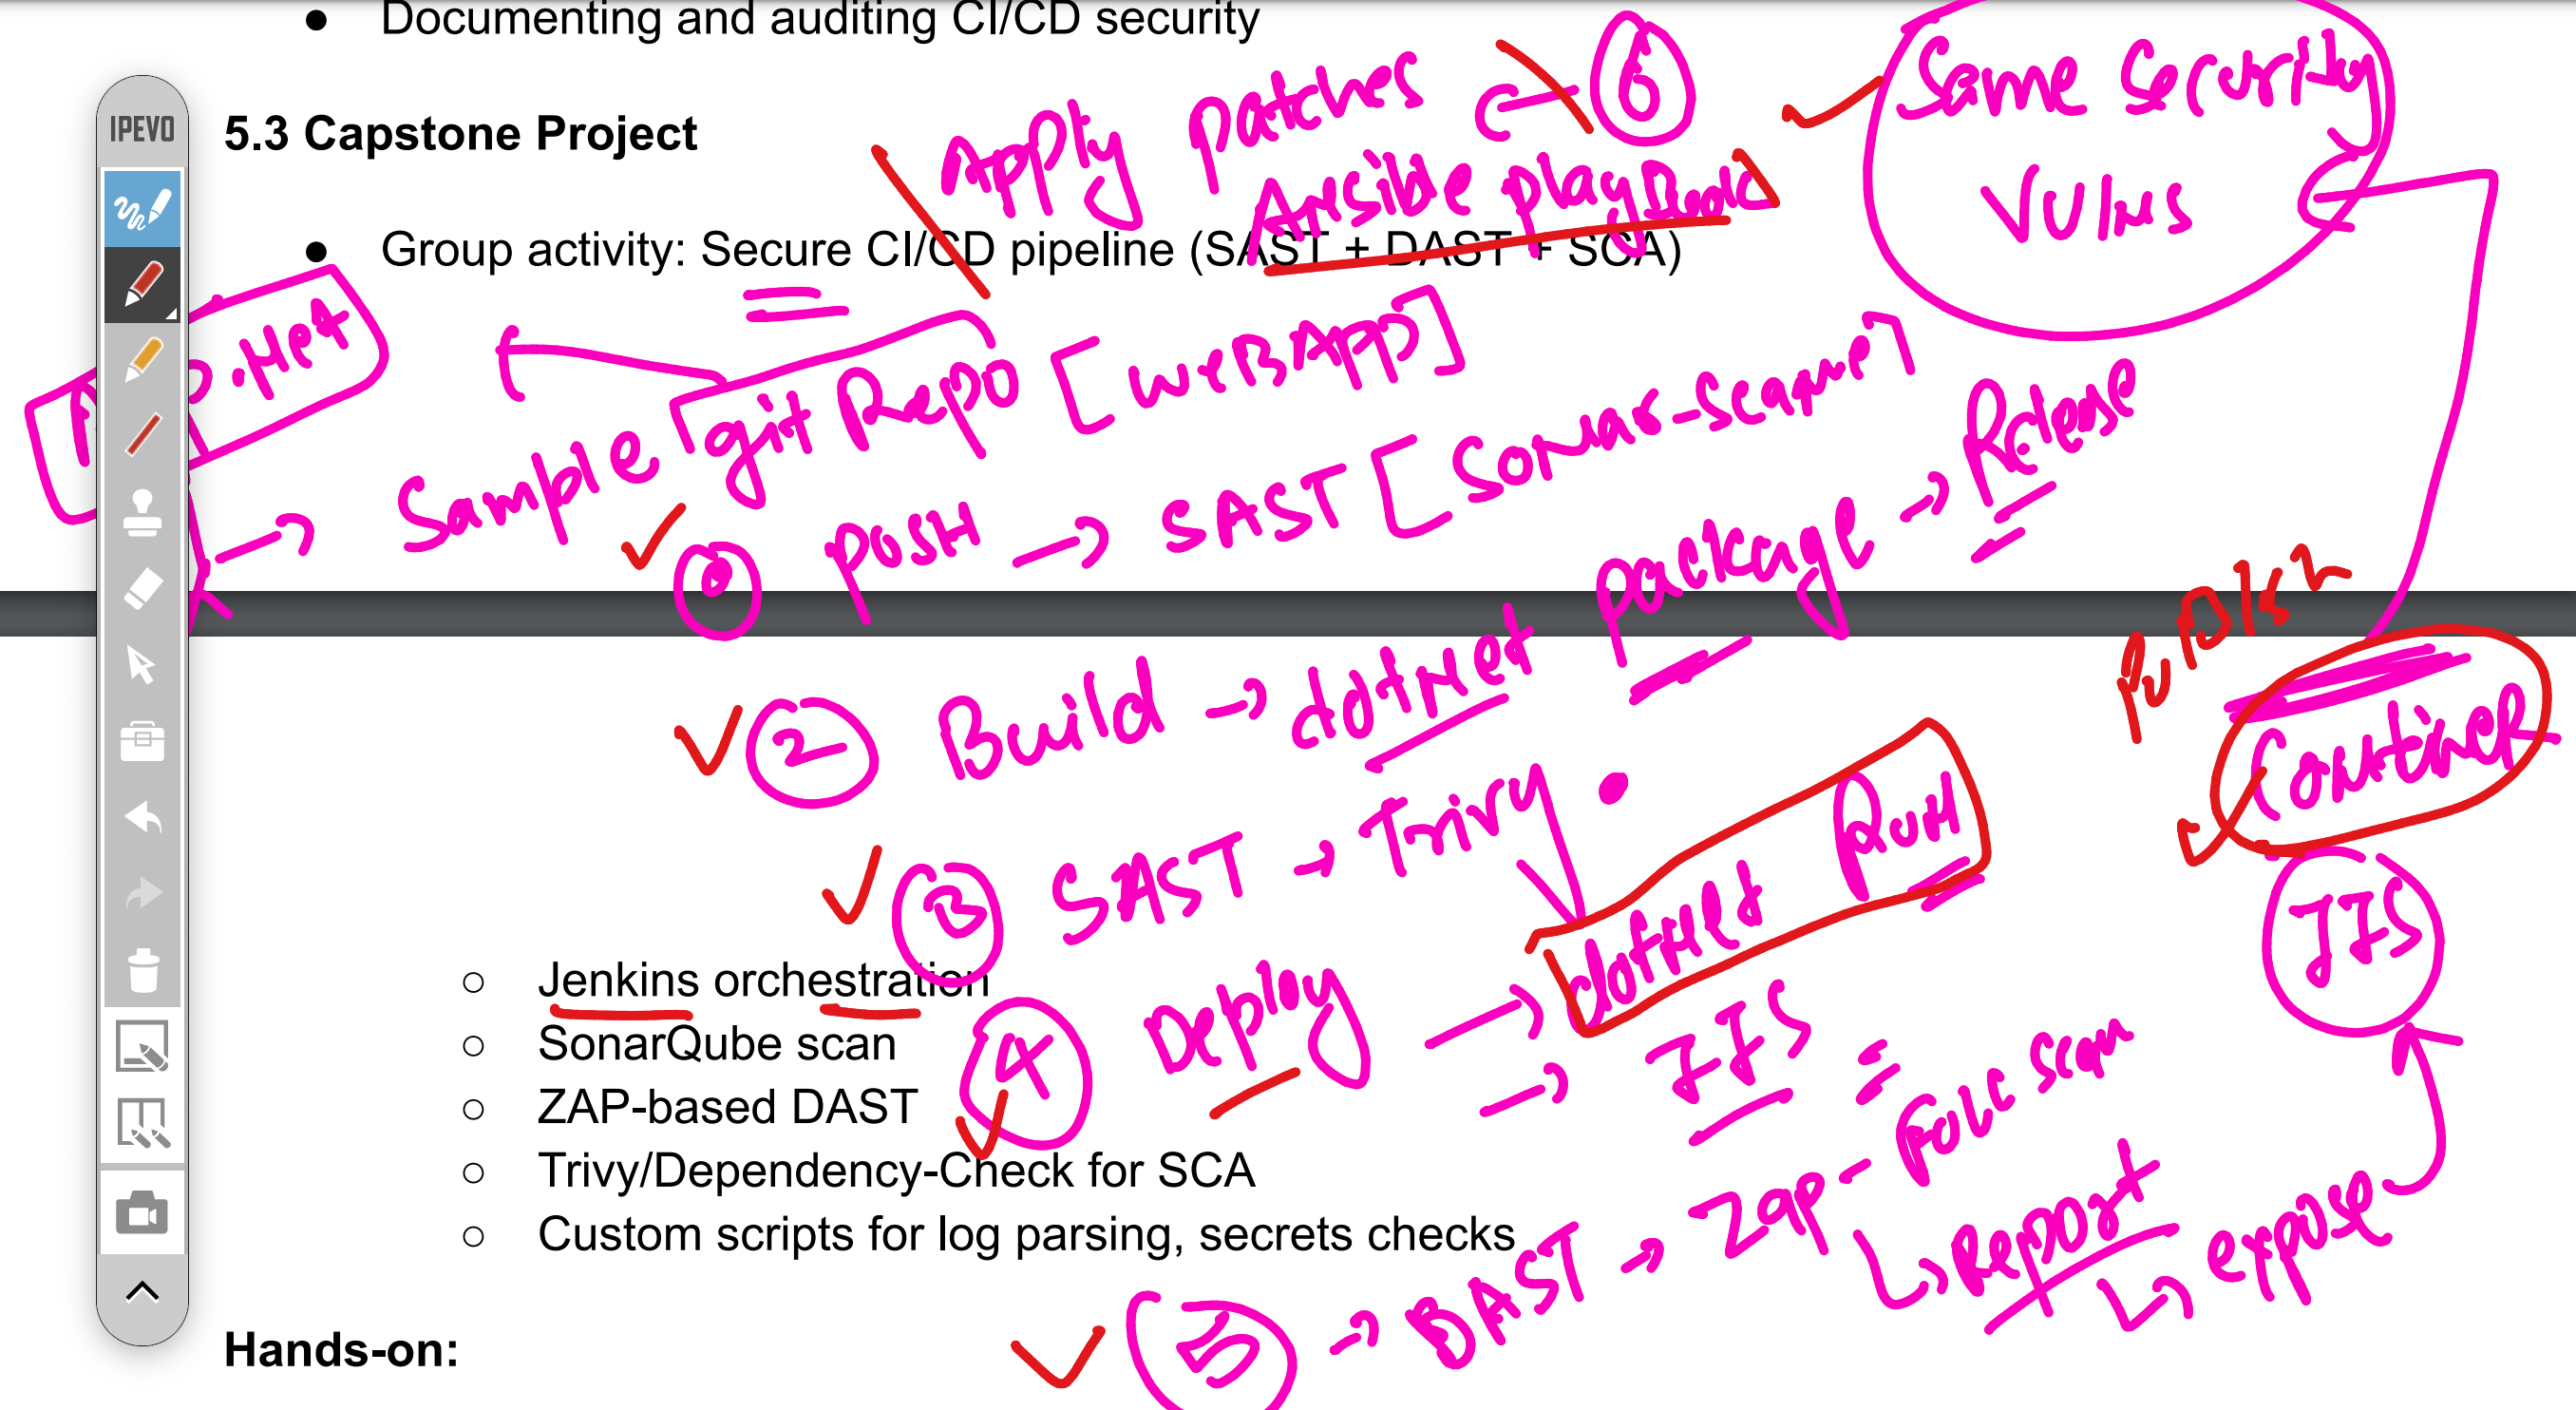 ● Documenting and auditing CI/CD security
IPEVO
5.3 Capstone Project
Apply patches
6
Same security
Vulns
Ansible playbook
● Group activity: Secure CI/CD pipeline (SAST + DAST + SCA)
.Net
Sample git Repo [weBApp]
PUSH → SAST [Sonar-Scanner]
2 Build → dotnet package → Release
Publish
Container
3 SAST → Trivy
dotnet Run
IIS
○ Jenkins orchestration
○ SonarQube scan
4 Deploy → → IIS
○ ZAP-based DAST
○ Trivy/Dependency-Check for SCA
○ Custom scripts for log parsing, secrets checks
5 → DAST → Zap-Full scan
↳ Report
↳ expose
Hands-on: